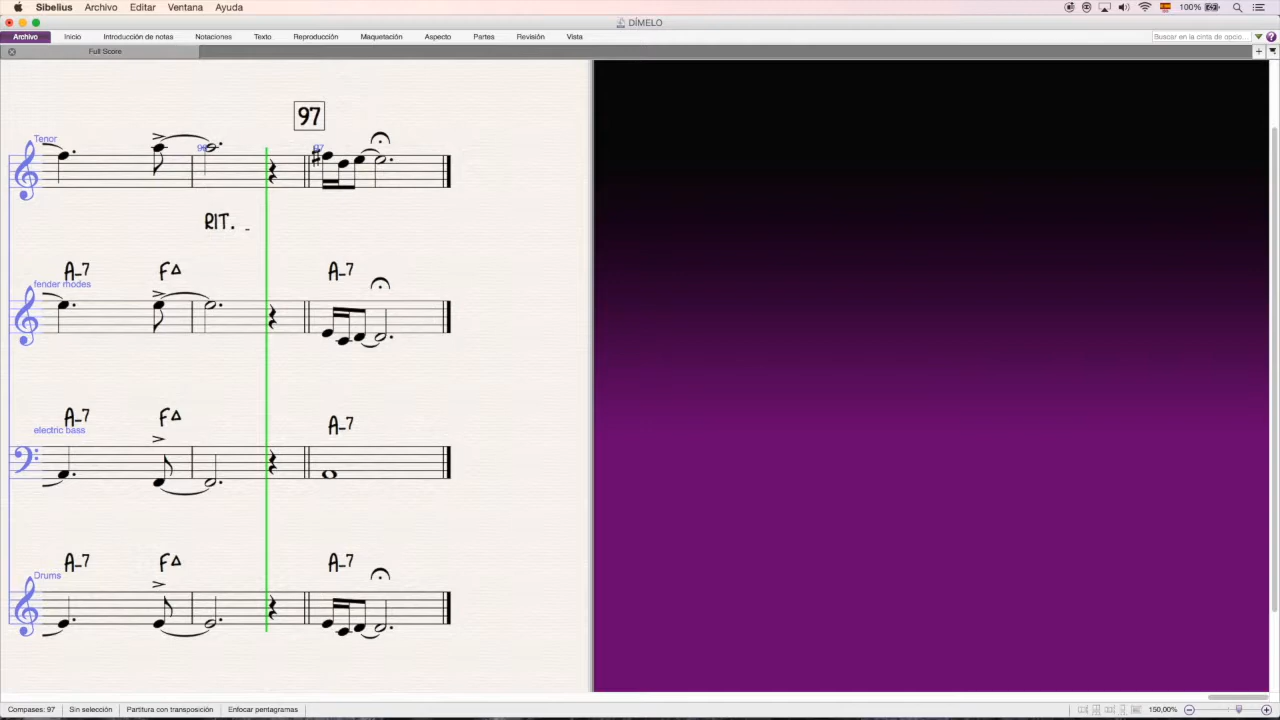 Sibelius Archivo Editar Ventana Ayuda 100%
DÍMELO
Archivo Inicio Introducción de notas Notaciones Texto Reproducción Maquetación Aspecto Partes Revisión Vista Buscar en la cinta de opcio...
Full Score
97
Tenor
97
RIT.
A-7 F A-7
fender modes
A-7 F A-7
electric bass
A-7 F A-7
Drums
Compases: 97 Sin selección Partitura con transposición Enfocar pentagramas 150,00%